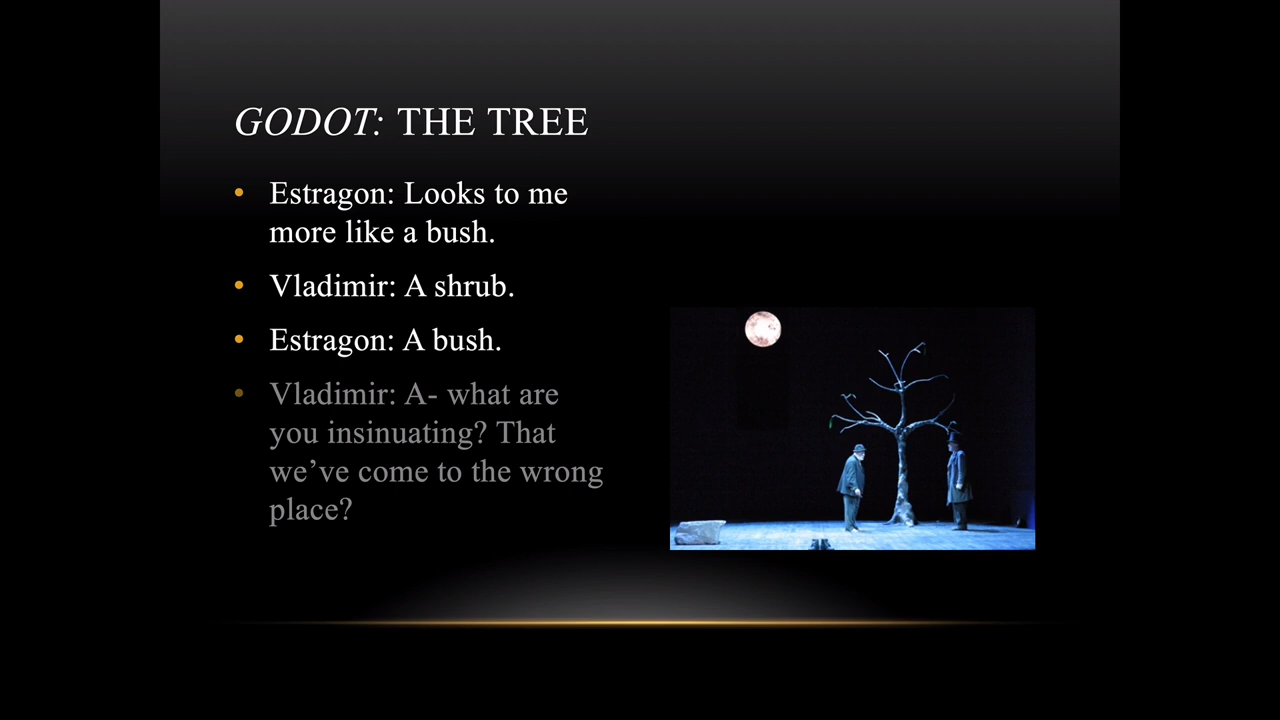 GODOT: THE TREE
• Estragon: Looks to me
more like a bush.
• Vladimir: A shrub.
• Estragon: A bush.
• Vladimir: A- what are
you insinuating? That
we’ve come to the wrong
place?